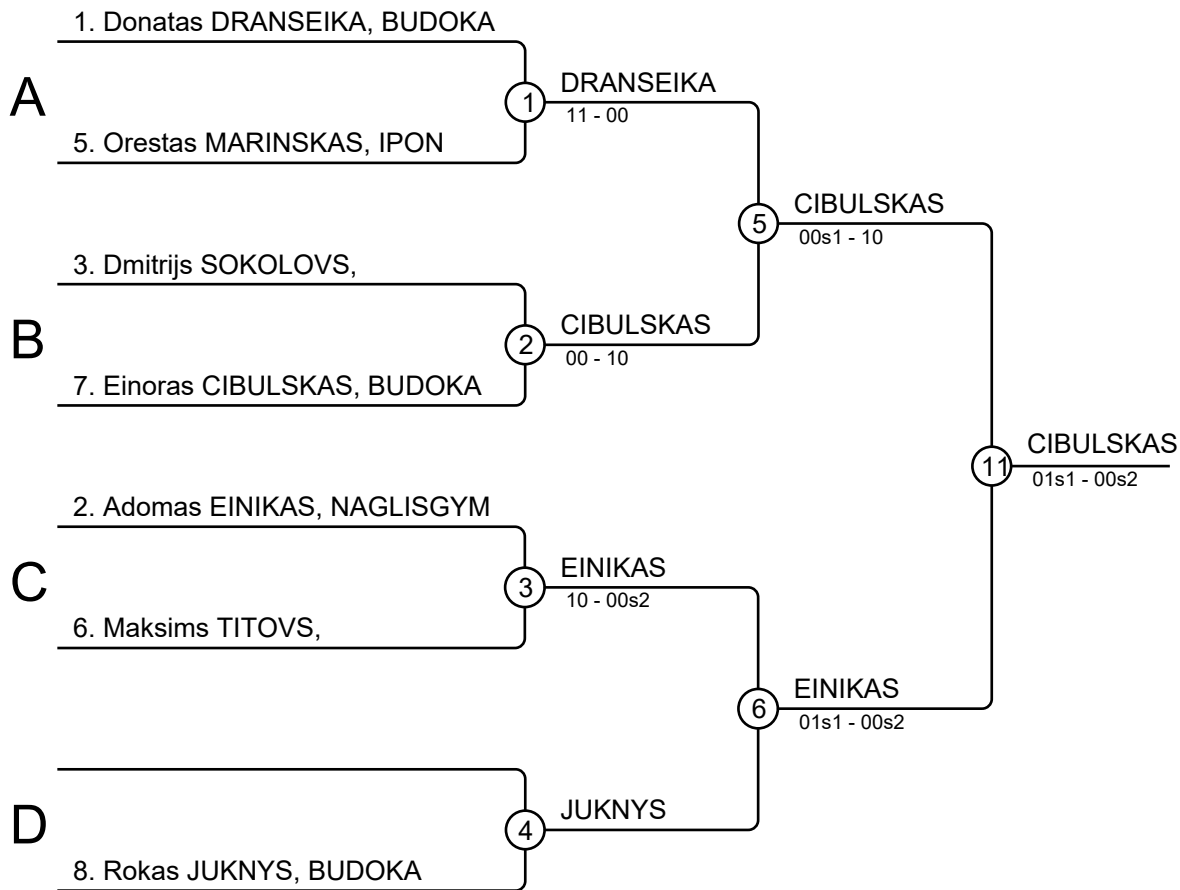 1. Donatas DRANSEIKA, BUDOKA
A
1
DRANSEIKA
11 - 00
5. Orestas MARINSKAS, IPON
5
CIBULSKAS
00s1 - 10
3. Dmitrijs SOKOLOVS,
B
2
CIBULSKAS
00 - 10
7. Einoras CIBULSKAS, BUDOKA
11
CIBULSKAS
01s1 - 00s2
2. Adomas EINIKAS, NAGLISGYM
C
3
EINIKAS
10 - 00s2
6. Maksims TITOVS,
6
EINIKAS
01s1 - 00s2
D
4
JUKNYS
8. Rokas JUKNYS, BUDOKA